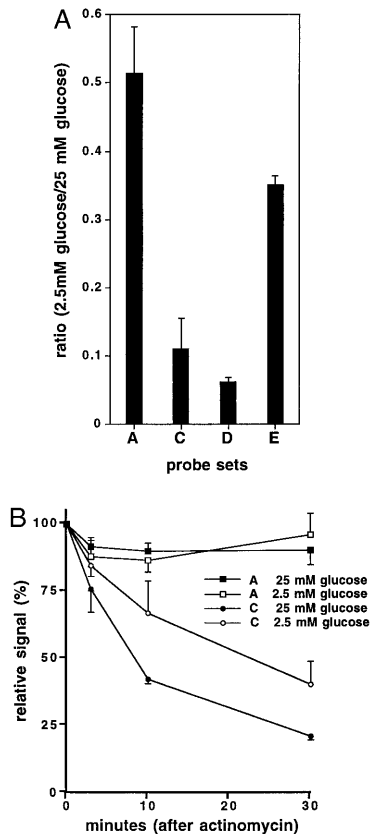 A
ratio (2.5mM glucose/25 mM glucose)
0.6
0.5
0.4
0.3
0.2
0.1
0
A C D E
probe sets
B
relative signal (%)
100
75
50
25
0
A 25 mM glucose
A 2.5 mM glucose
C 25 mM glucose
C 2.5 mM glucose
0 10 20 30
minutes (after actinomycin)